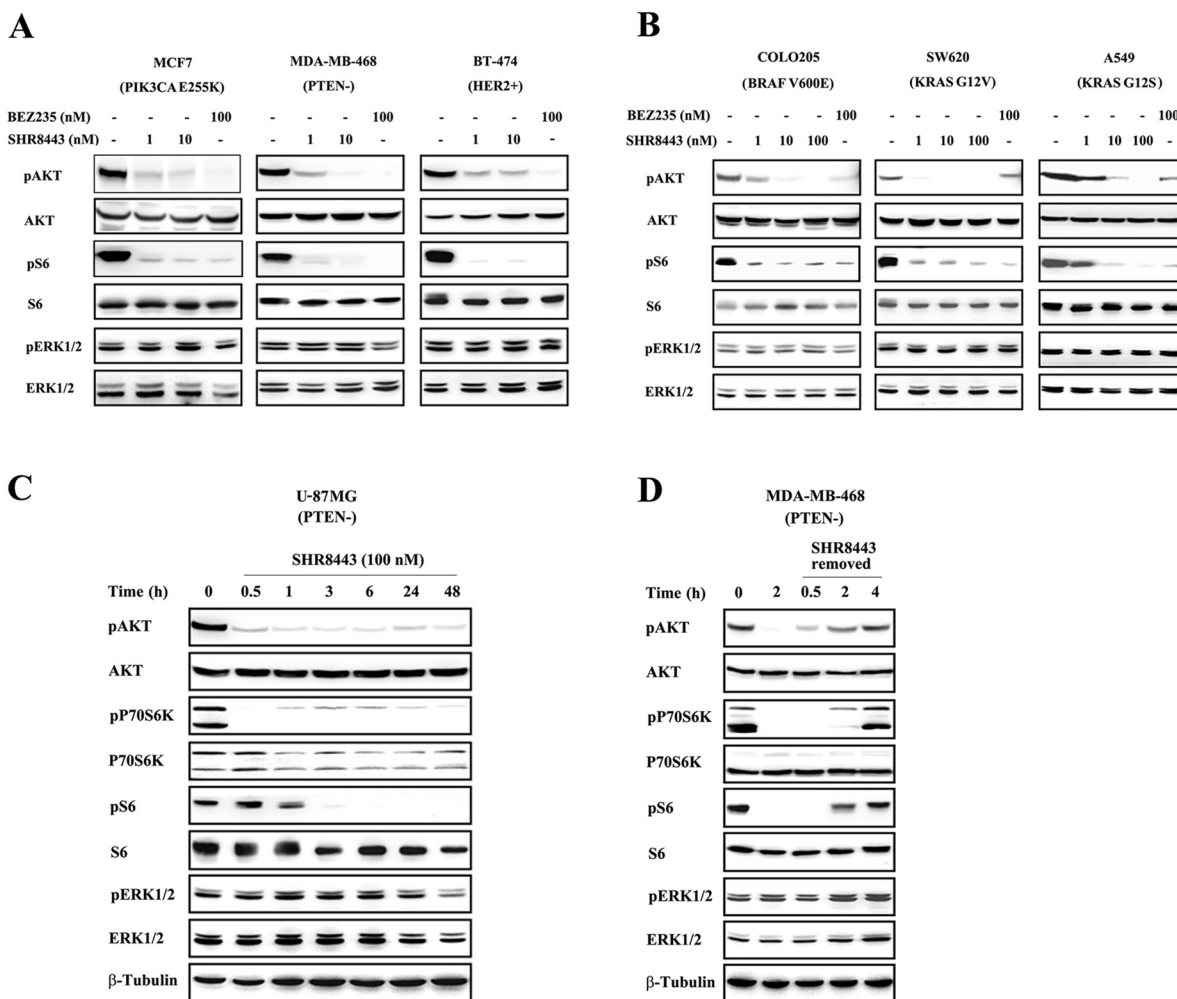 A
MCF7 MDA-MB-468 BT-474
(PIK3CA E255K) (PTEN-) (HER2+)
BEZ235 (nM) - - - 100 - - - 100 - - - 100
SHR8443 (nM) - 1 10 - - 1 10 - - 1 10 -
pAKT
AKT
pS6
S6
pERK1/2
ERK1/2
B
COLO205 SW620 A549
(BRAF V600E) (KRAS G12V) (KRAS G12S)
BEZ235 (nM) - - - - 100 - - - - 100 - - - - 100
SHR8443 (nM) - 1 10 100 - - 1 10 100 - - 1 10 100 -
pAKT
AKT
pS6
S6
pERK1/2
ERK1/2
C
U-87MG
(PTEN-)
SHR8443 (100 nM)
Time (h) 0 0.5 1 3 6 24 48
pAKT
AKT
pP70S6K
P70S6K
pS6
S6
pERK1/2
ERK1/2
β-Tubulin
D
MDA-MB-468
(PTEN-)
SHR8443
removed
Time (h) 0 2 0.5 2 4
pAKT
AKT
pP70S6K
P70S6K
pS6
S6
pERK1/2
ERK1/2
β-Tubulin